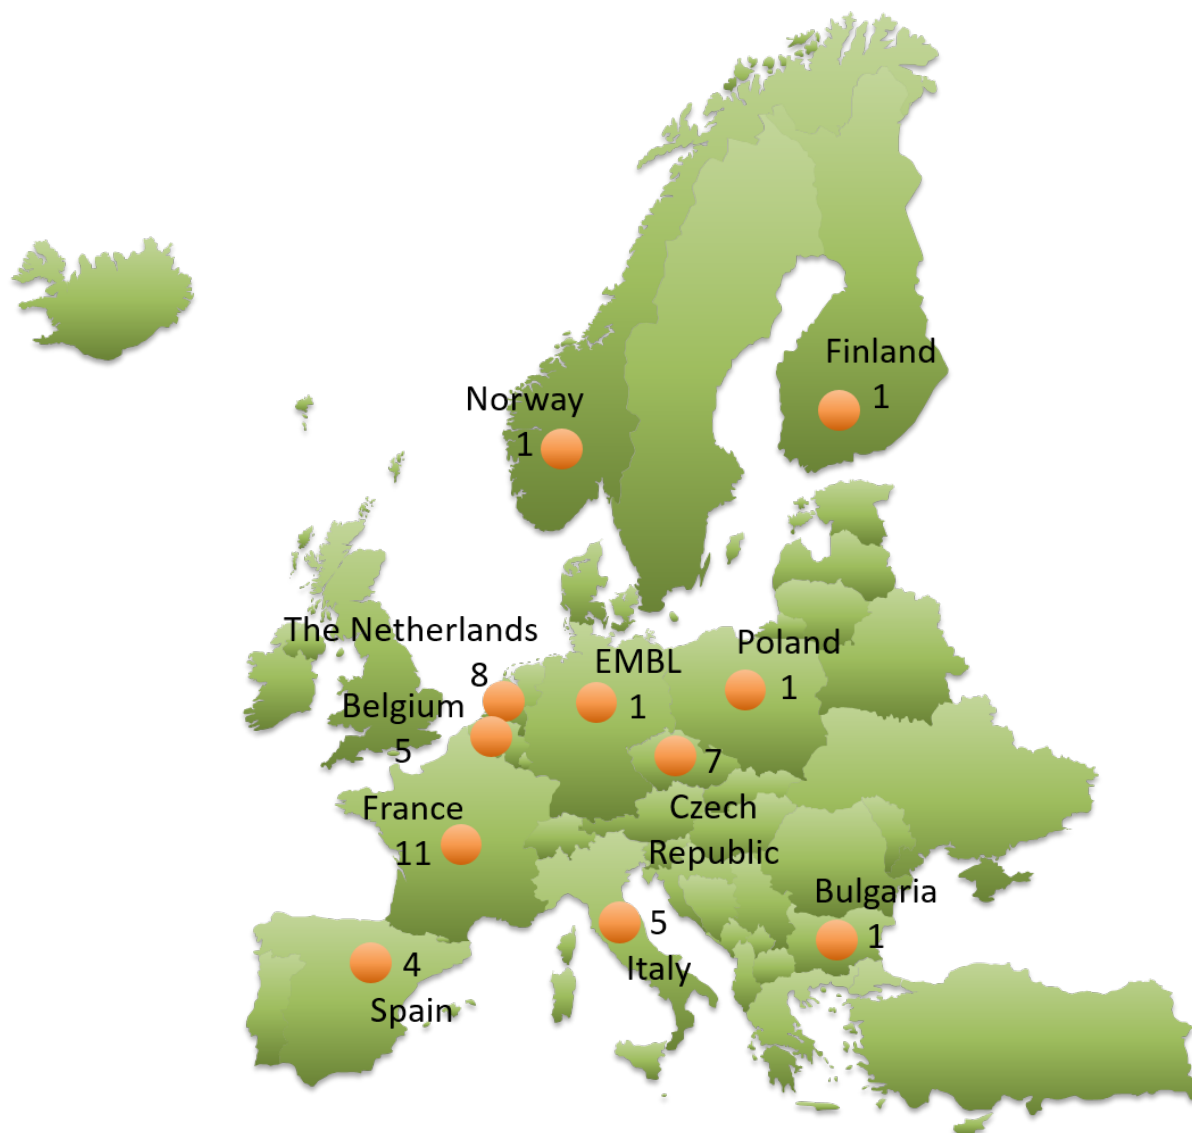 Finland
1
Norway
1
The Netherlands
8
EMBL
1
Poland
1
Belgium
5
7
Czech
Republic
France
11
Bulgaria
1
5
Italy
4
Spain